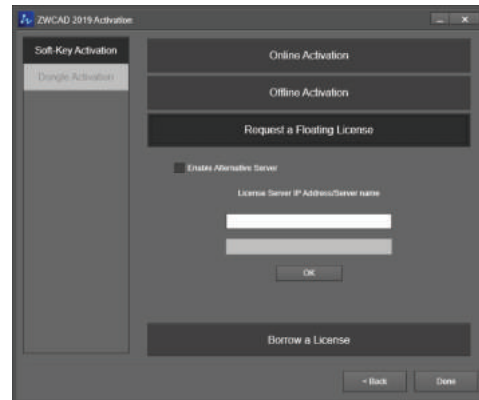 ZWCAD 2019 Activation
Soft-Key Activation
Dongle Activation
Online Activation
Offline Activation
Request a Floating License
Enable Alternative Server
License Server IP Address/Server name
OK
Borrow a License
< Back
Done